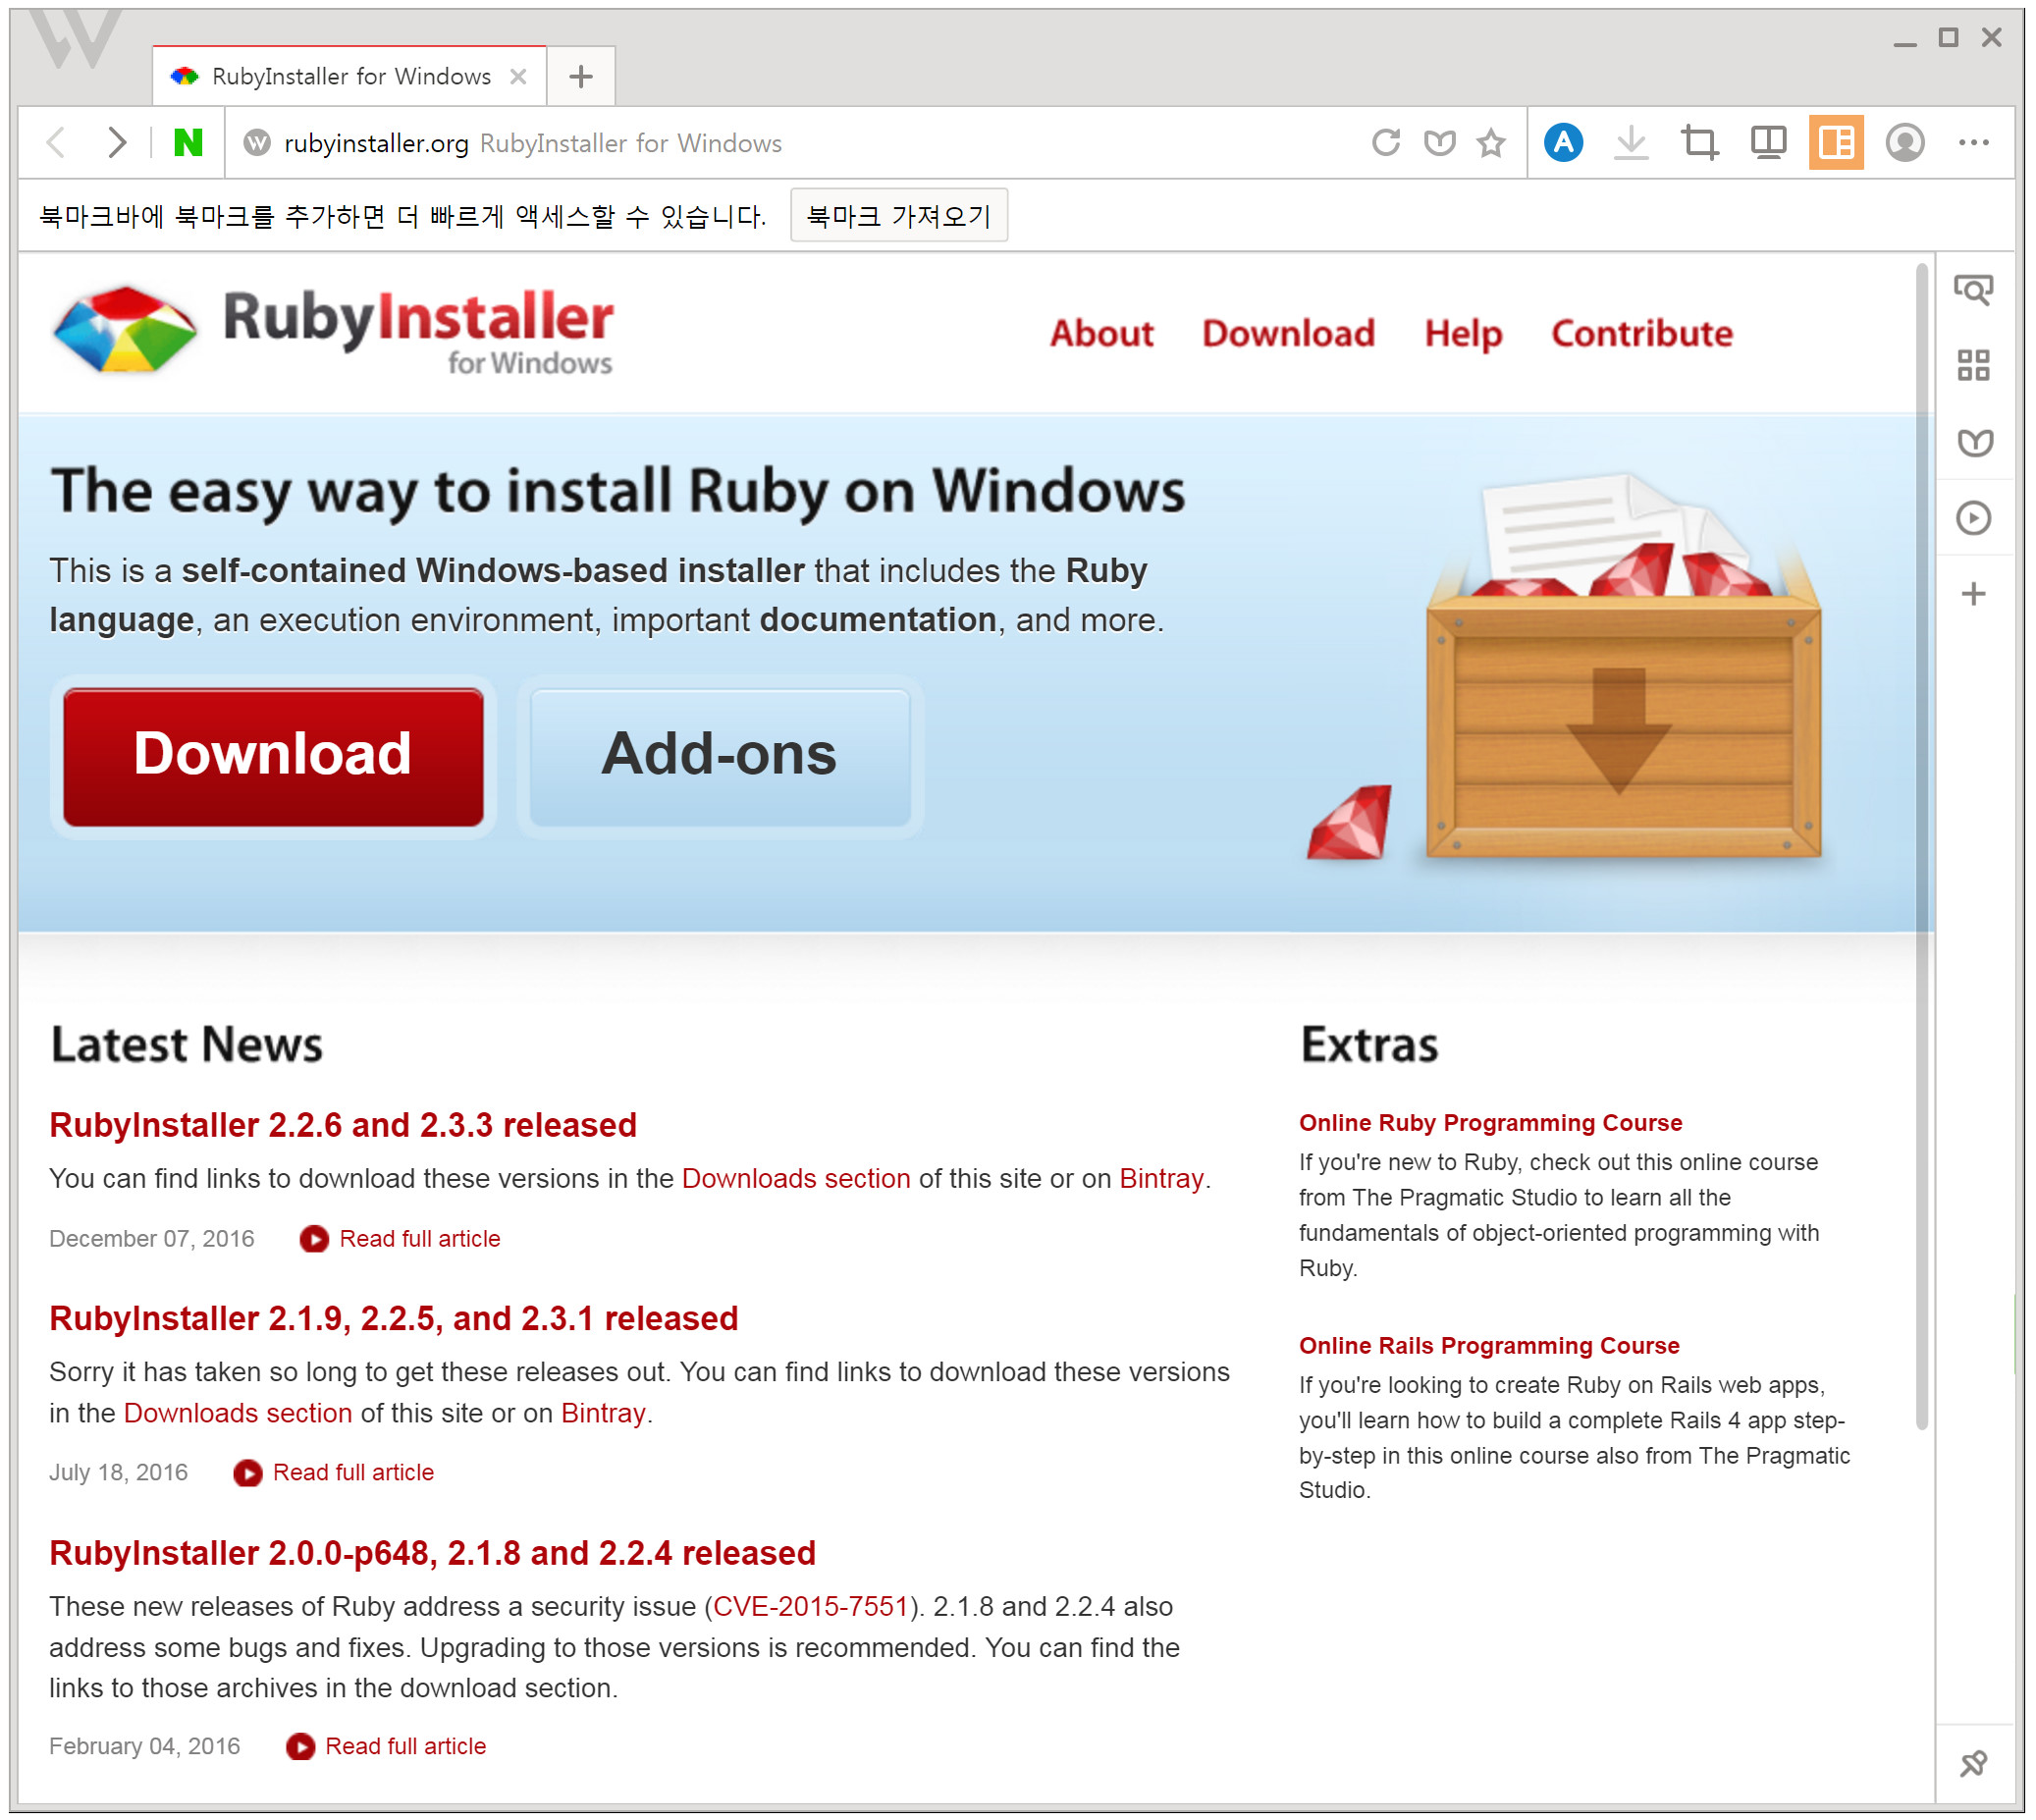 RubyInstaller for Windows
rubyinstaller.org RubyInstaller for Windows
북마크바에 북마크를 추가하면 더 빠르게 액세스할 수 있습니다. 북마크 가져오기
RubyInstaller
for Windows
About Download Help Contribute
The easy way to install Ruby on Windows
This is a self-contained Windows-based installer that includes the Ruby
language, an execution environment, important documentation, and more.
Download Add-ons
Latest News
RubyInstaller 2.2.6 and 2.3.3 released
You can find links to download these versions in the Downloads section of this site or on Bintray.
December 07, 2016 Read full article
RubyInstaller 2.1.9, 2.2.5, and 2.3.1 released
Sorry it has taken so long to get these releases out. You can find links to download these versions
in the Downloads section of this site or on Bintray.
July 18, 2016 Read full article
RubyInstaller 2.0.0-p648, 2.1.8 and 2.2.4 released
These new releases of Ruby address a security issue (CVE-2015-7551). 2.1.8 and 2.2.4 also
address some bugs and fixes. Upgrading to those versions is recommended. You can find the
links to those archives in the download section.
February 04, 2016 Read full article
Extras
Online Ruby Programming Course
If you're new to Ruby, check out this online course
from The Pragmatic Studio to learn all the
fundamentals of object-oriented programming with
Ruby.
Online Rails Programming Course
If you're looking to create Ruby on Rails web apps,
you'll learn how to build a complete Rails 4 app step-
by-step in this online course also from The Pragmatic
Studio.